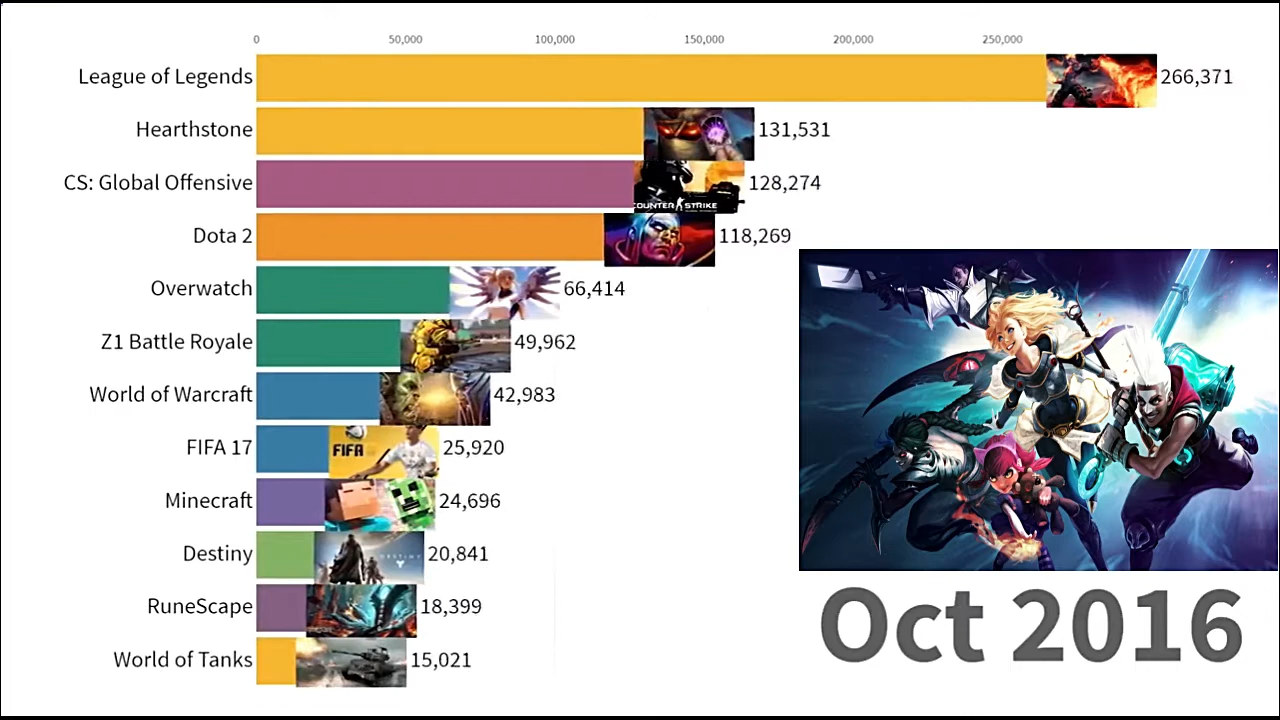 0 50,000 100,000 150,000 200,000 250,000
League of Legends 266,371
Hearthstone 131,531
CS: Global Offensive 128,274
COUNTER STRIKE
Dota 2 118,269
Overwatch 66,414
Z1 Battle Royale 49,962
World of Warcraft 42,983
FIFA 17 FIFA 25,920
Minecraft 24,696
Destiny DESTINY 20,841
RuneScape 18,399
World of Tanks 15,021
Oct 2016